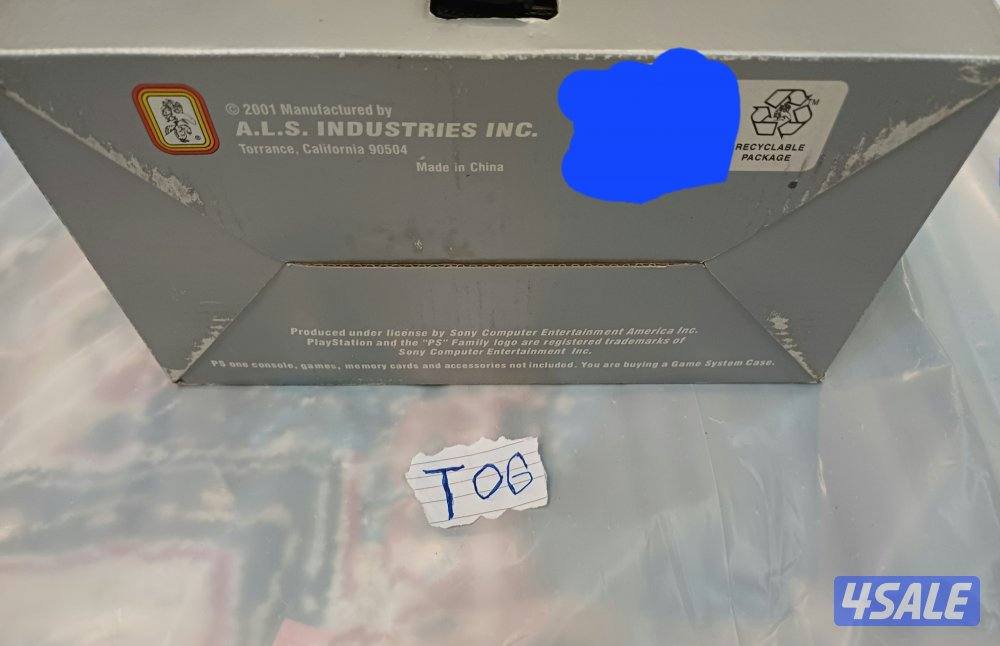 © 2001 Manufactured by
A.L.S. INDUSTRIES INC.
Torrance, California 90504
Made in China
RECYCLABLE
PACKAGE
TM
Produced under license by Sony Computer Entertainment America Inc.
PlayStation and the "PS" Family logo are registered trademarks of
Sony Computer Entertainment Inc.
PS one console, games, memory cards and accessories not included. You are buying a Game System Case.
TOG
4SALE